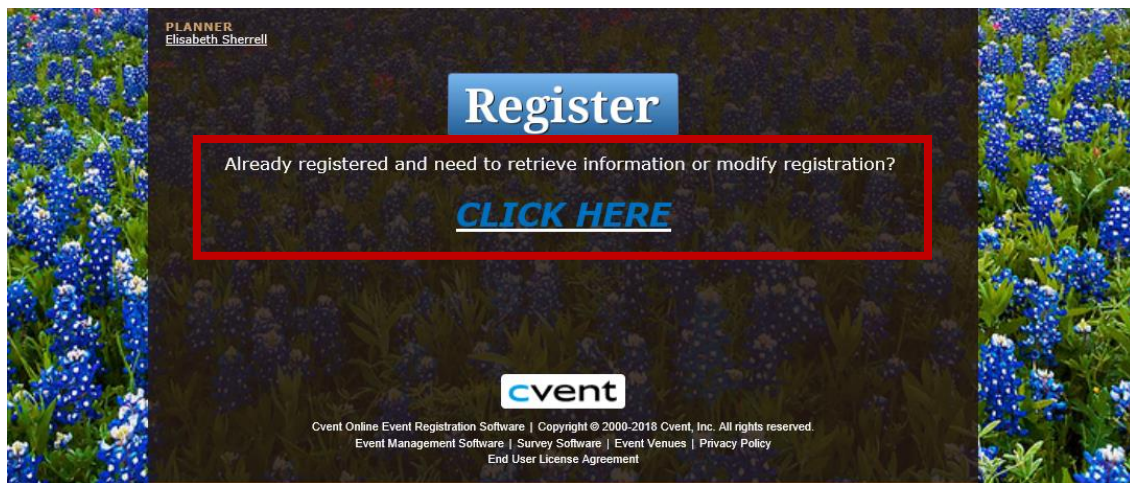 PLANNER
Elisabeth Sherrell
Register
Already registered and need to retrieve information or modify registration?
CLICK HERE
cvent
Cvent Online Event Registration Software | Copyright © 2000-2018 Cvent, Inc. All rights reserved.
Event Management Software | Survey Software | Event Venues | Privacy Policy
End User License Agreement